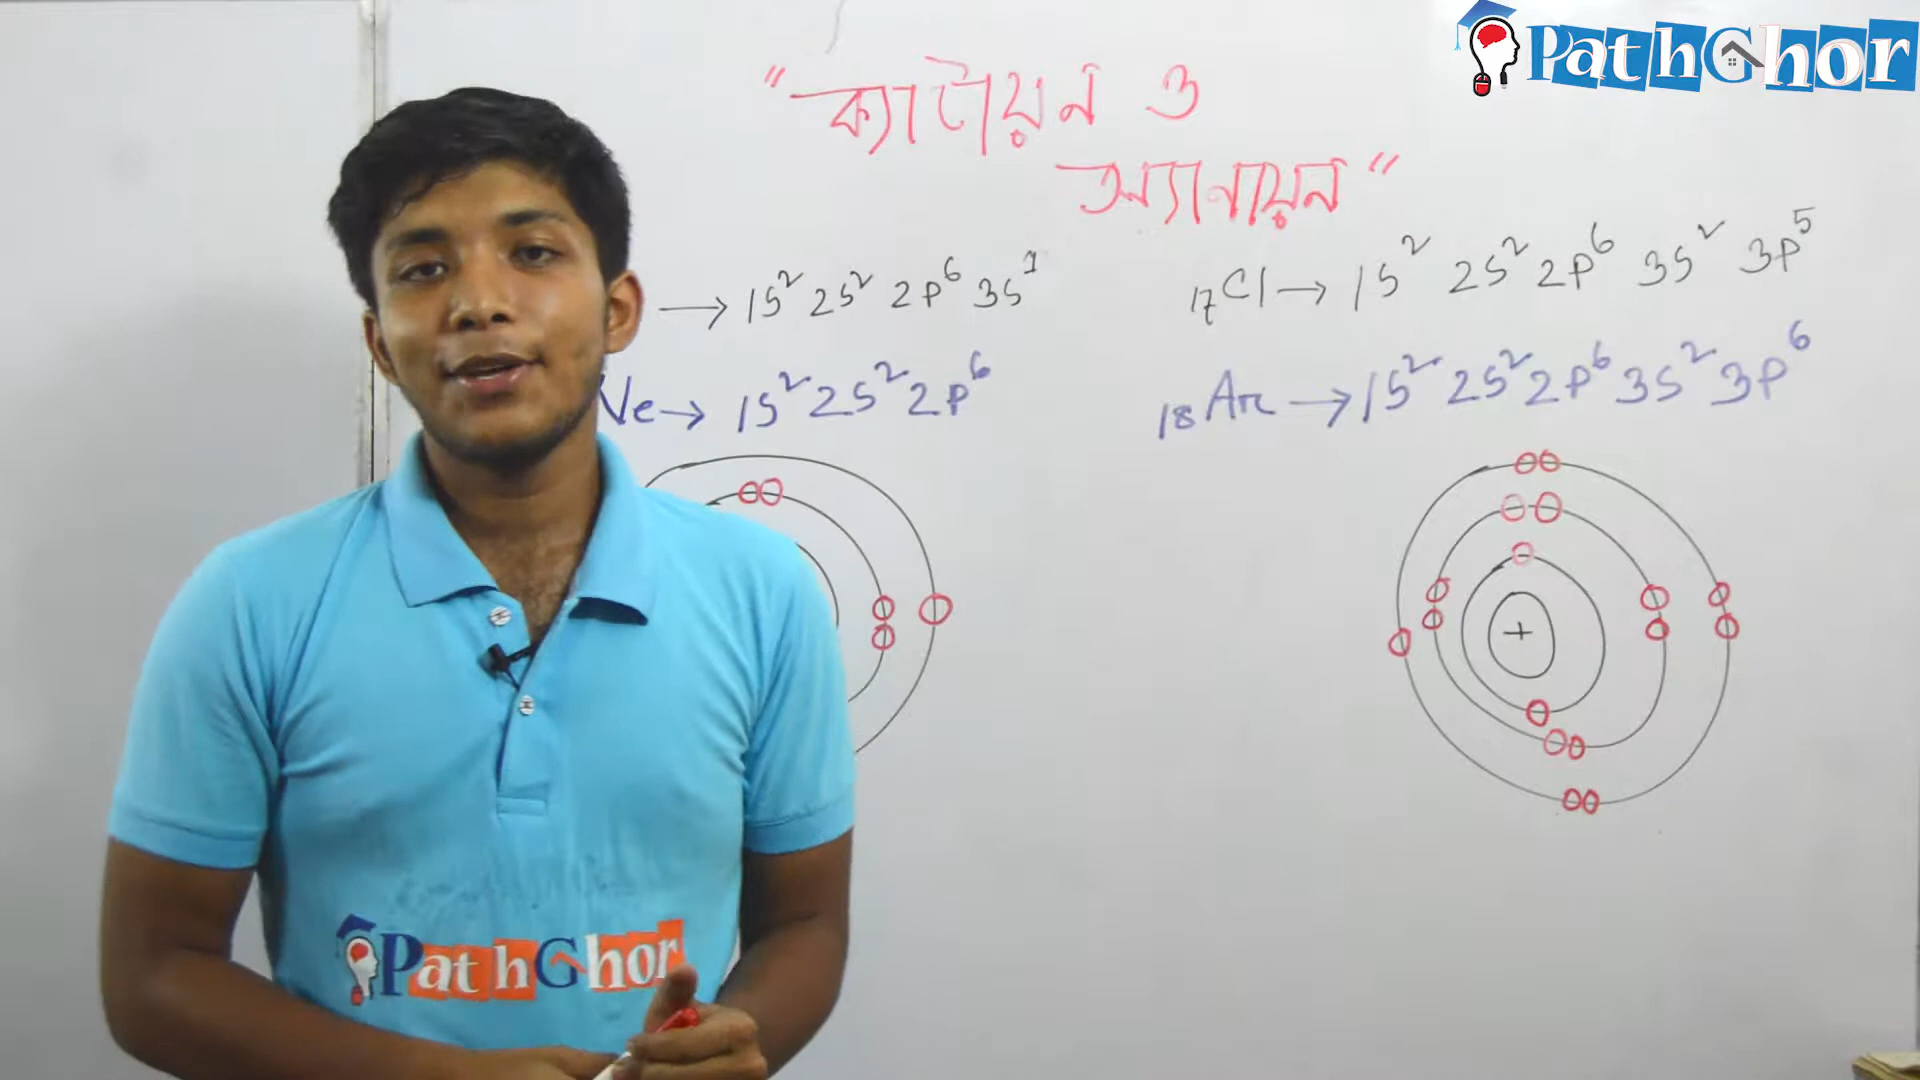 PathGhor
"ক্যাটায়ন ও
অ্যানায়ন"
→ 1s² 2s² 2p⁶ 3s¹
₁₇Cl → 1s² 2s² 2p⁶ 3s² 3p⁵
Ne → 1s² 2s² 2p⁶
₁₈Ar → 1s² 2s² 2p⁶ 3s² 3p⁶
+
PathGhor